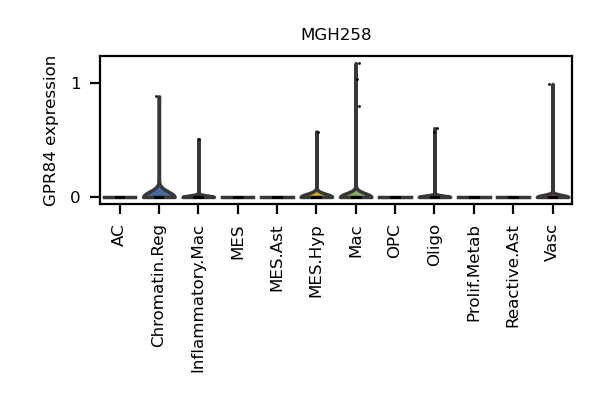 MGH258
GPR84 expression
1
0
AC
Chromatin.Reg
Inflammatory.Mac
MES
MES.Ast
MES.Hyp
Mac
OPC
Oligo
Prolif.Metab
Reactive.Ast
Vasc